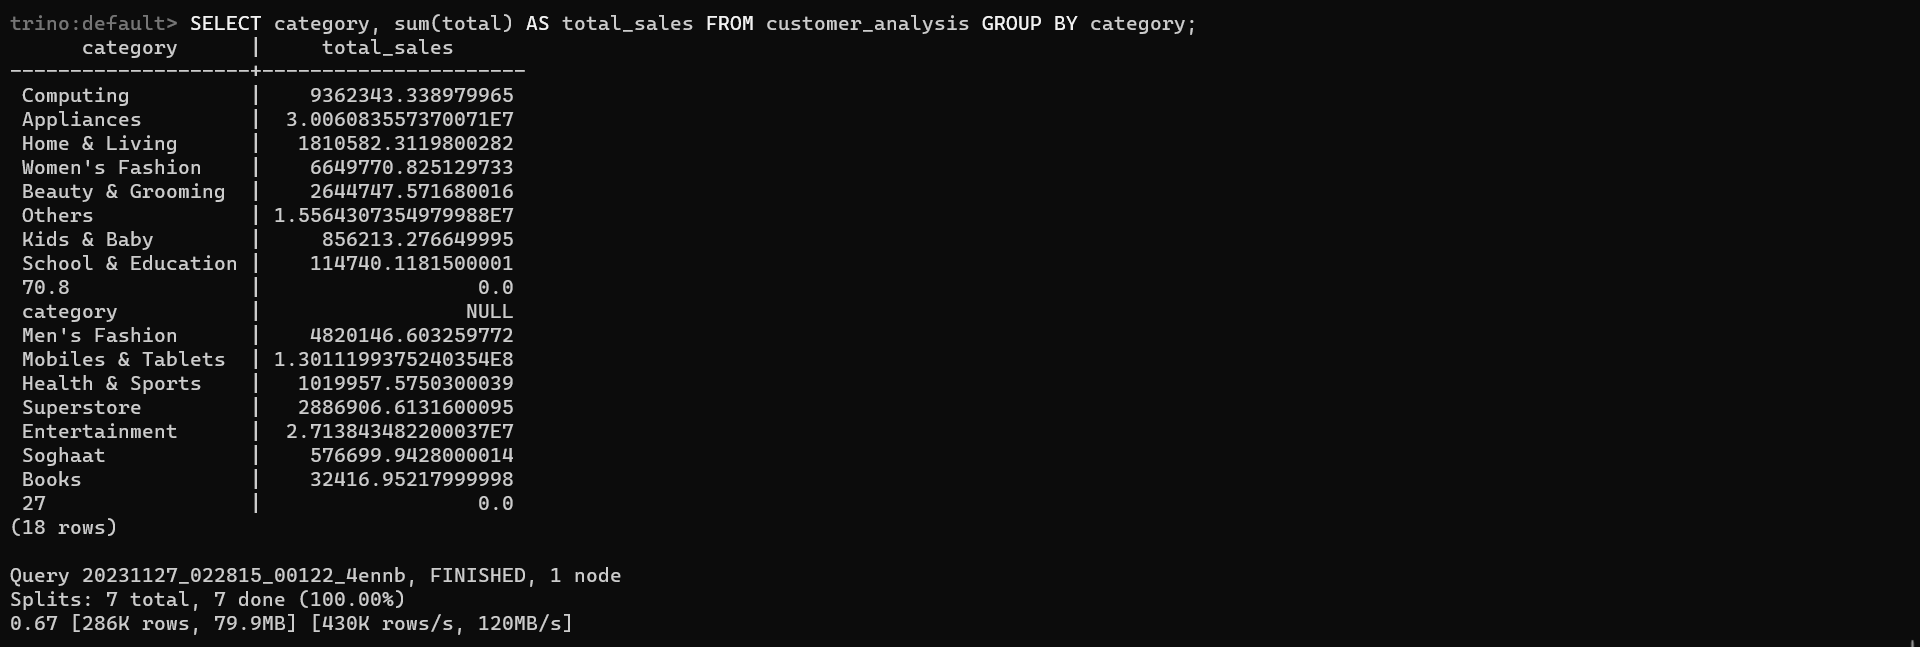 trino:default> SELECT category, sum(total) AS total_sales FROM customer_analysis GROUP BY category;
      category      |     total_sales
--------------------+----------------------
 Computing          |    9362343.338979965
 Appliances         |  3.006083557370071E7
 Home & Living      |   1810582.3119800282
 Women's Fashion    |    6649770.825129733
 Beauty & Grooming  |    2644747.571680016
 Others             | 1.5564307354979988E7
 Kids & Baby        |     856213.276649995
 School & Education |    114740.1181500001
 70.8               |                  0.0
 category           |                 NULL
 Men's Fashion      |    4820146.603259772
 Mobiles & Tablets  | 1.3011199375240354E8
 Health & Sports    |   1019957.5750300039
 Superstore         |   2886906.6131600095
 Entertainment      |  2.713843482200037E7
 Soghaat            |    576699.9428000014
 Books              |    32416.95217999998
 27                 |                  0.0
(18 rows)

Query 20231127_022815_00122_4ennb, FINISHED, 1 node
Splits: 7 total, 7 done (100.00%)
0.67 [286K rows, 79.9MB] [430K rows/s, 120MB/s]